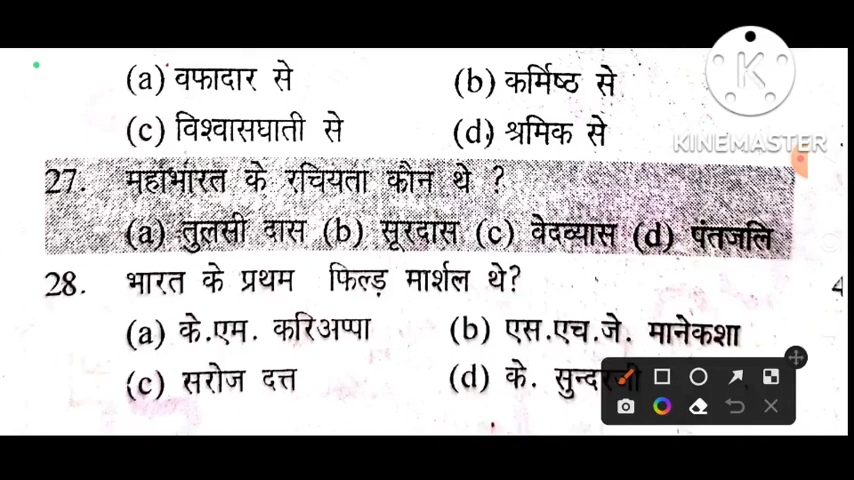 (a) वफादार से (b) कर्मिष्ठ से
(c) विश्वासघाती से (d) श्रमिक से
27. महाभारत के रचियता कौन थे ?
(a) तुलसी दास (b) सूरदास (c) वेदव्यास (d) पंतजलि
28. भारत के प्रथम फिल्ड़ मार्शल थे?
(a) के.एम. करिअप्पा (b) एस.एच.जे. मानेकशा
(c) सरोज दत्त (d) के.
KINEMASTER
4